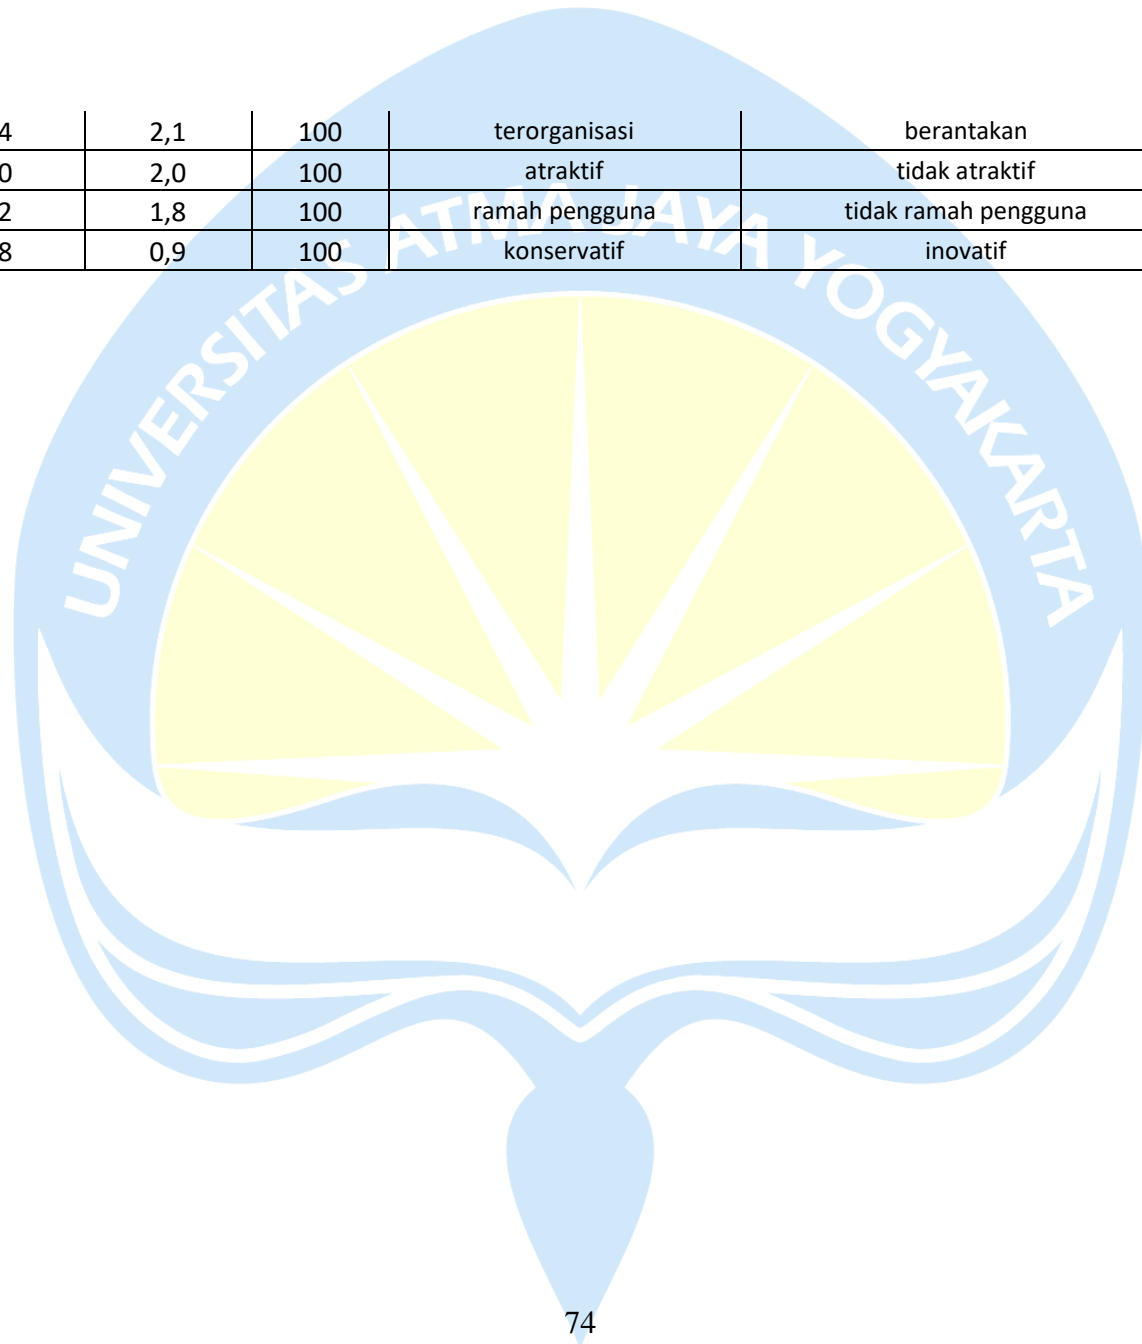 4 2,1 100 terorganisasi berantakan
0 2,0 100 atraktif tidak atraktif
2 1,8 100 ramah pengguna tidak ramah pengguna
8 0,9 100 konservatif inovatif
UNIVERSITAS ATMA JAYA YOGYAKARTA
74